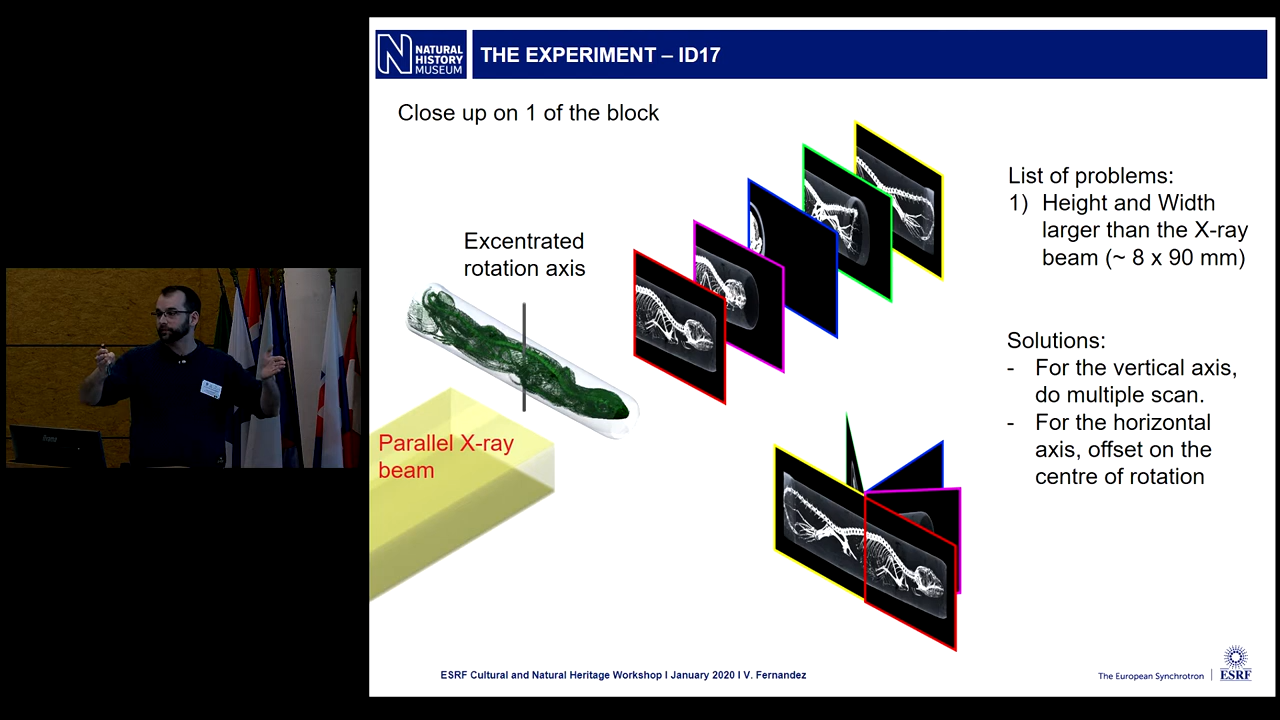 NATURAL
HISTORY
MUSEUM
THE EXPERIMENT – ID17
Close up on 1 of the block
Excentrated
rotation axis
Parallel X-ray
beam
List of problems:
1) Height and Width
larger than the X-ray
beam (~ 8 x 90 mm)
Solutions:
- For the vertical axis,
do multiple scan.
- For the horizontal
axis, offset on the
centre of rotation
ESRF Cultural and Natural Heritage Workshop I January 2020 I V. Fernandez
The European Synchrotron
ESRF